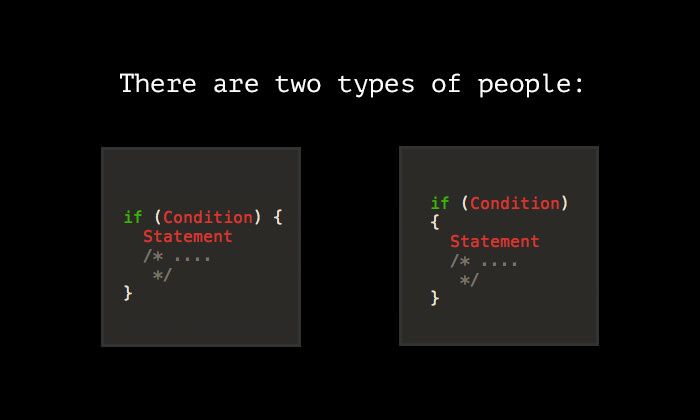 There are two types of people:
if (Condition) {
  Statement
  /* ....
   */
}
if (Condition)
{
  Statement
  /* ....
   */
}